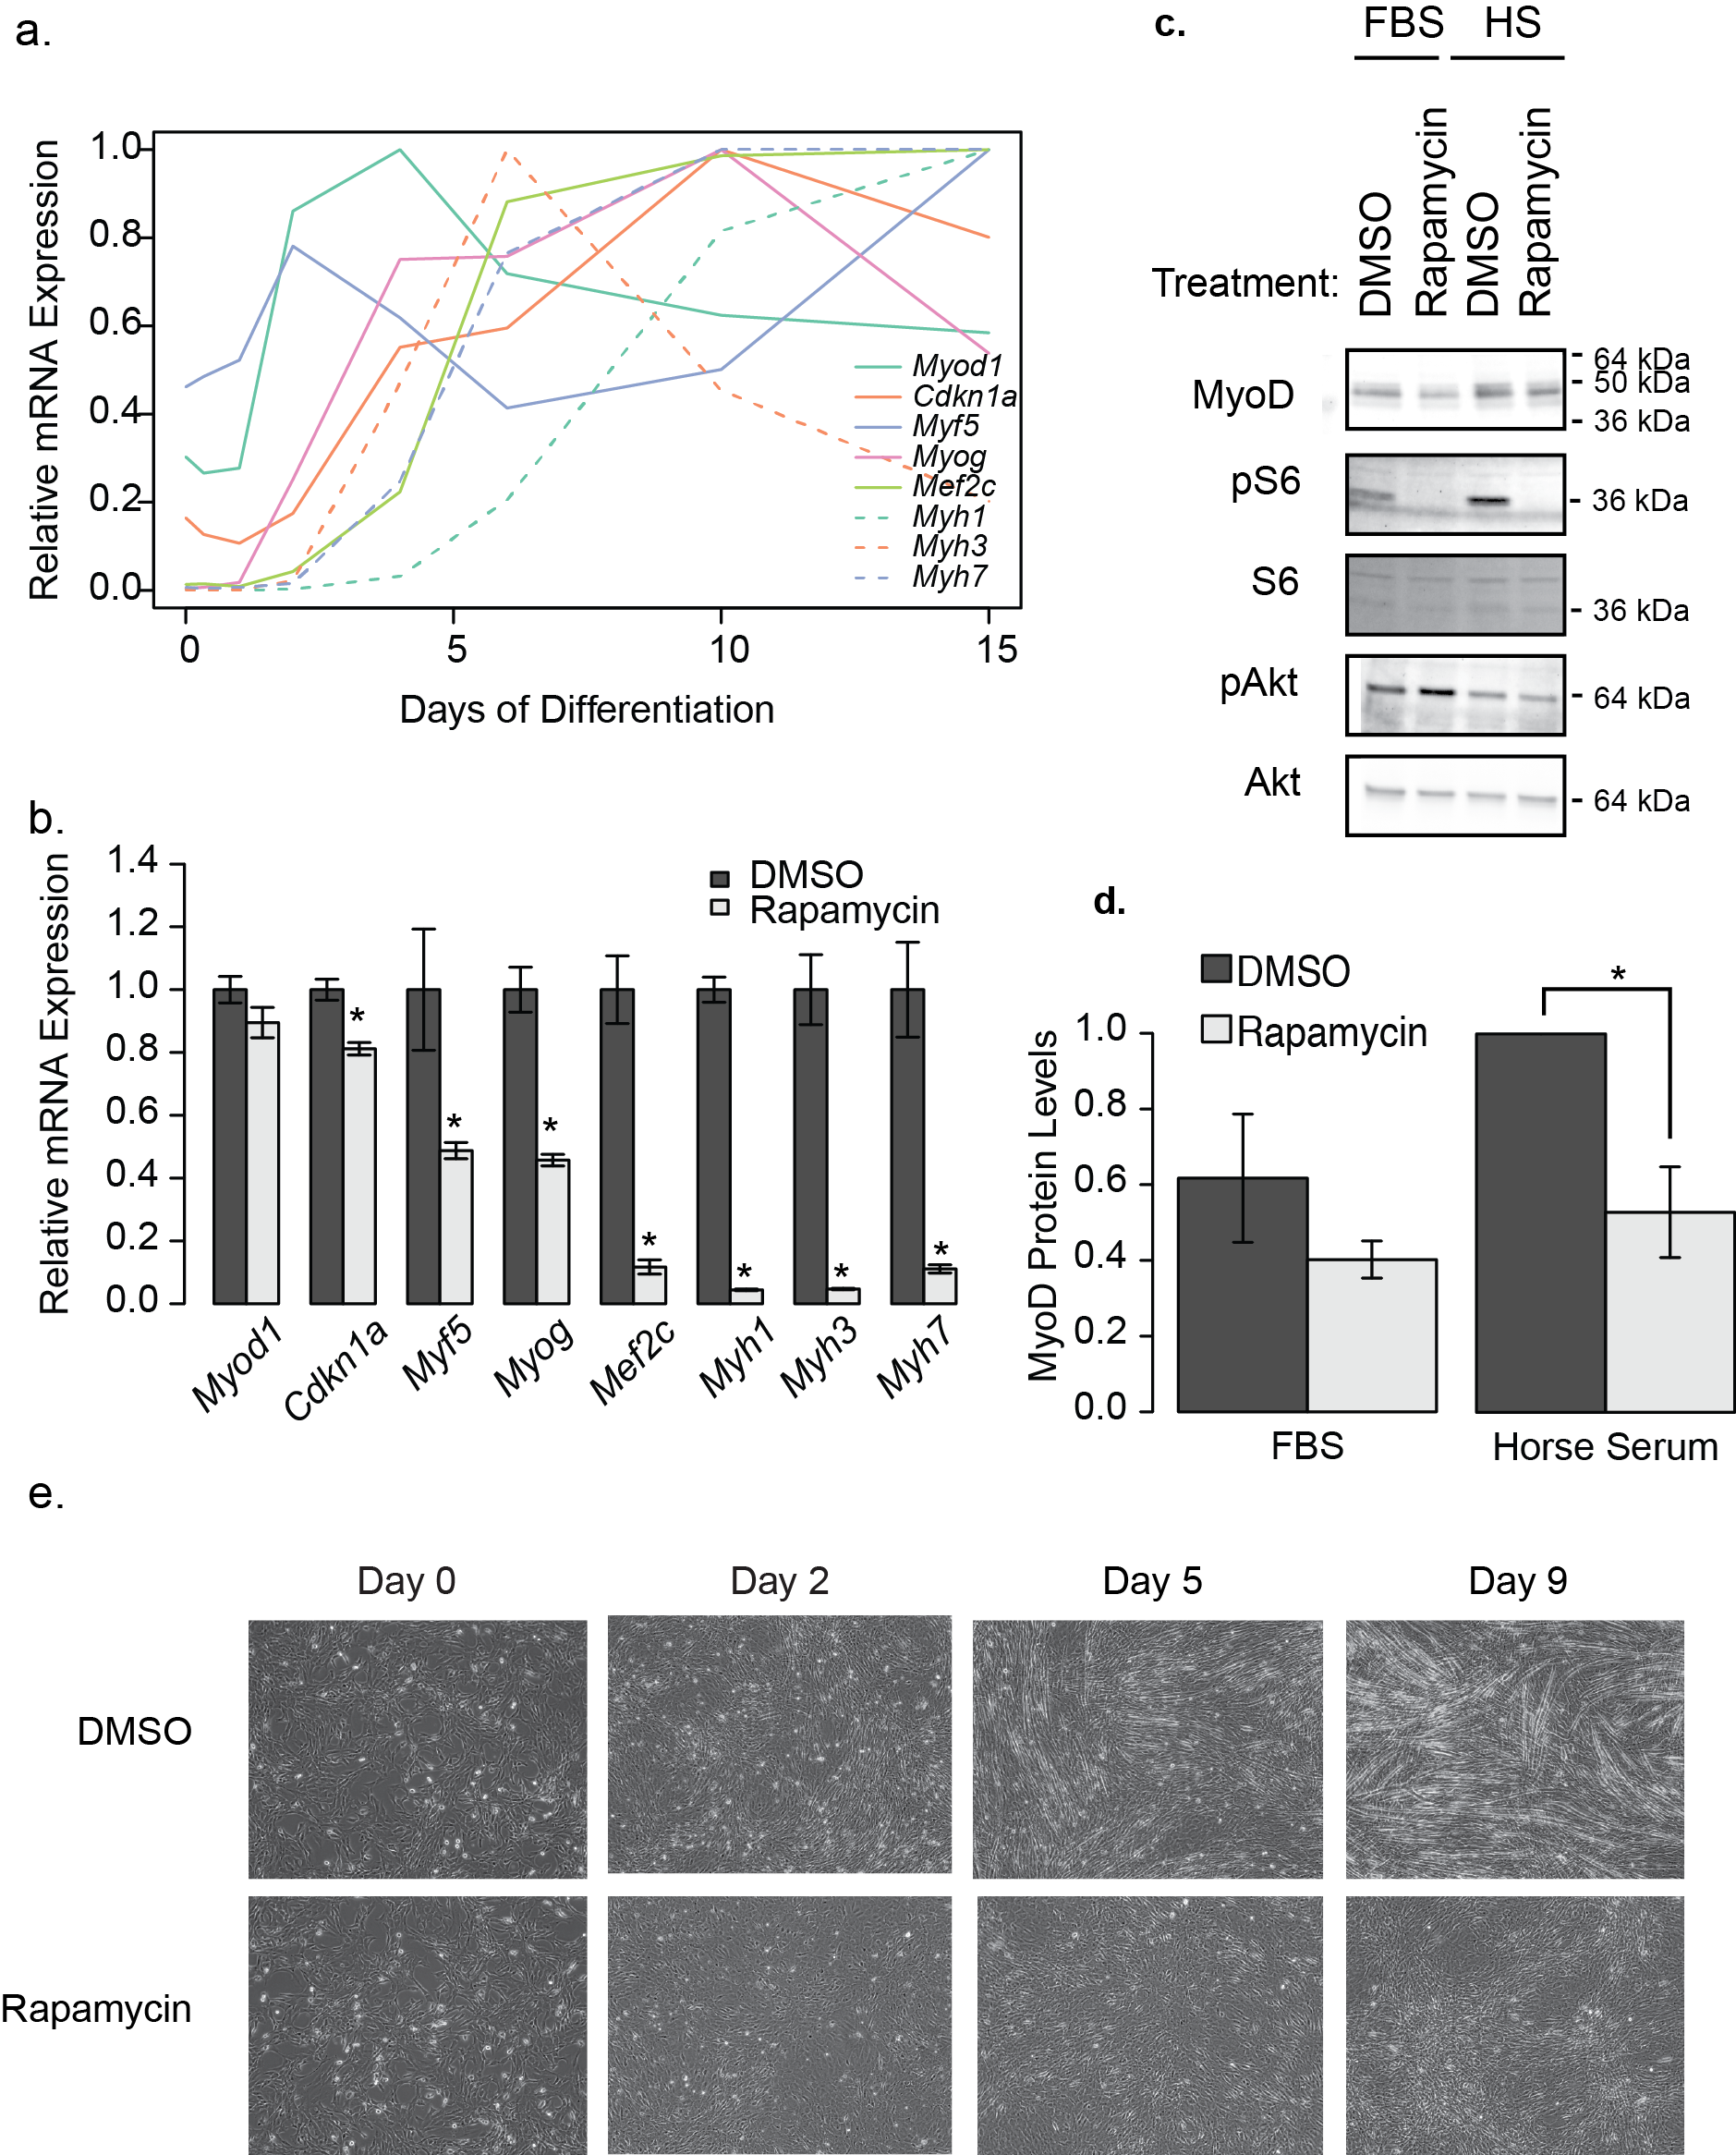 a.
Relative mRNA Expression
1.0
0.8
0.6
0.4
0.2
0.0
Myod1
Cdkn1a
Myf5
Myog
Mef2c
Myh1
Myh3
Myh7
0 5 10 15
Days of Differentiation
b.
Relative mRNA Expression
1.4
1.2
1.0
0.8
0.6
0.4
0.2
0.0
DMSO
Rapamycin
* * * * * * *
Myod1 Cdkn1a Myf5 Myog Mef2c Myh1 Myh3 Myh7
c.
FBS HS
Treatment: DMSO Rapamycin DMSO Rapamycin
MyoD
- 64 kDa
- 50 kDa
- 36 kDa
pS6 - 36 kDa
S6 - 36 kDa
pAkt - 64 kDa
Akt - 64 kDa
d.
DMSO
Rapamycin
*
MyoD Protein Levels
1.0
0.8
0.6
0.4
0.2
0.0
FBS Horse Serum
e.
Day 0 Day 2 Day 5 Day 9
DMSO
Rapamycin